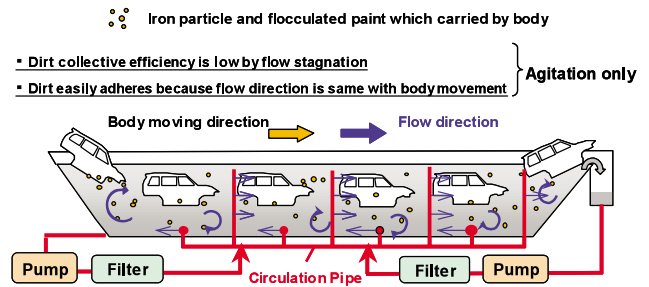 Iron particle and flocculated paint which carried by body
▪ Dirt collective efficiency is low by flow stagnation
▪ Dirt easily adheres because flow direction is same with body movement
Agitation only
Body moving direction
Flow direction
Pump
Filter
Circulation Pipe
Filter
Pump